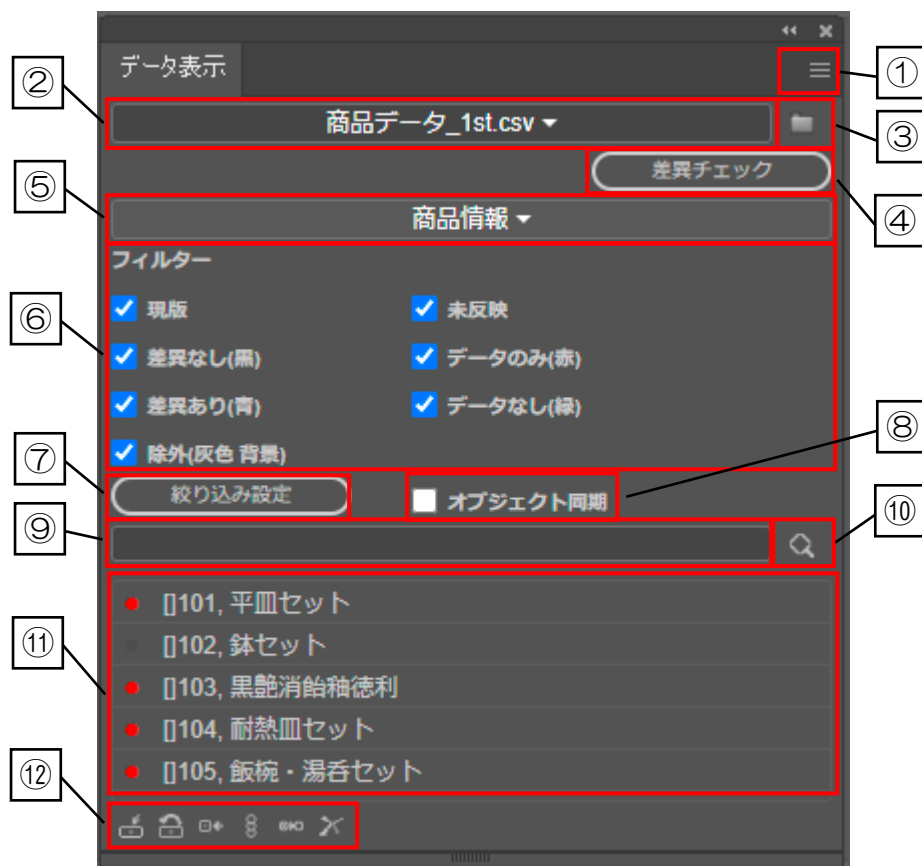 データ表示
①
②
商品データ_1st.csv
③
差異チェック
④
⑤
商品情報
フィルター
⑥
現版 未反映
差異なし(黒) データのみ(赤)
差異あり(青) データなし(緑)
除外(灰色 背景)
⑦
絞り込み設定
オブジェクト同期
⑧
⑨
⑩
[]101, 平皿セット
[]102, 鉢セット
⑪
[]103, 黒艶消飴釉徳利
[]104, 耐熱皿セット
[]105, 飯椀・湯呑セット
⑫